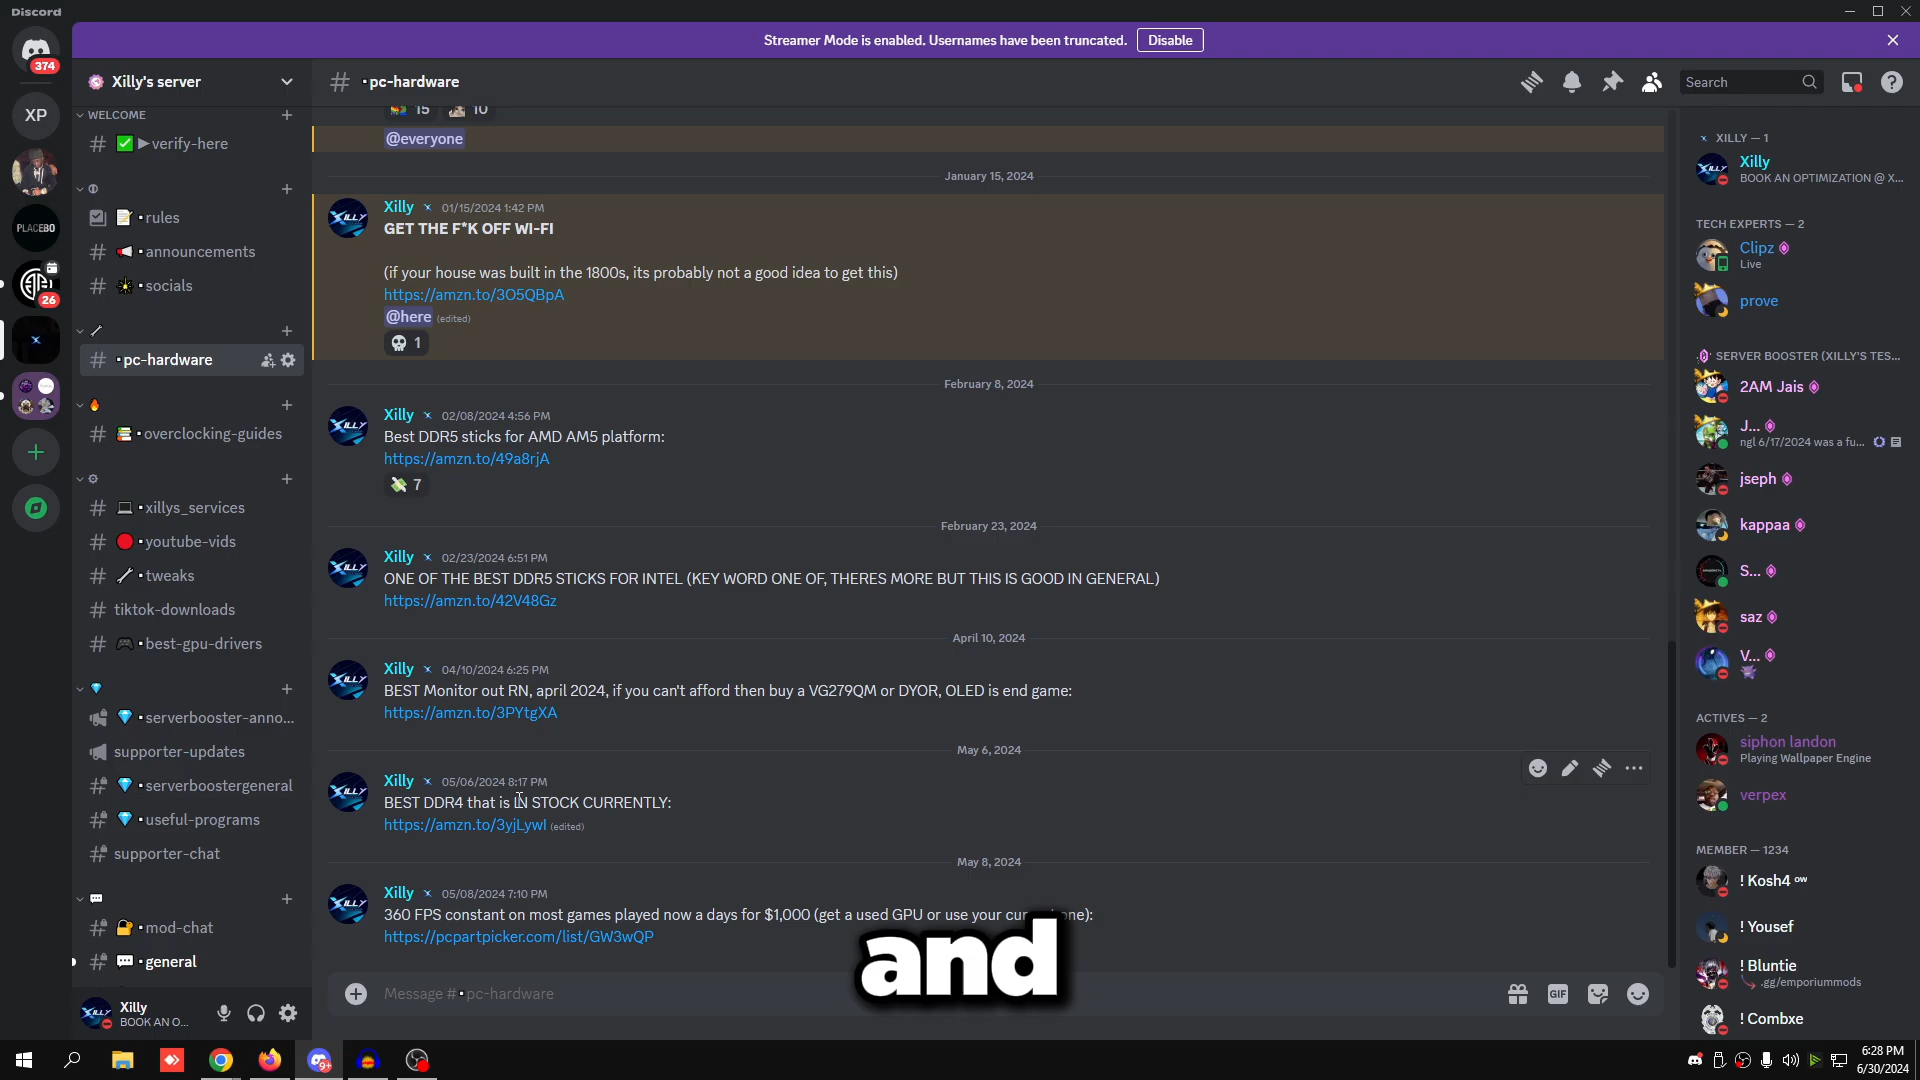 Discord
Streamer Mode is enabled. Usernames have been truncated.
Disable
374
XP
PLACEBO
26
Xilly's server
WELCOME
verify-here
rules
announcements
socials
pc-hardware
overclocking-guides
xillys_services
youtube-vids
tweaks
tiktok-downloads
best-gpu-drivers
serverbooster-anno...
supporter-updates
serverboostergeneral
useful-programs
supporter-chat
mod-chat
general
Xilly
BOOK AN O...
pc-hardware
Search
15
10
@everyone
January 15, 2024
Xilly 01/15/2024 1:42 PM
GET THE F*K OFF WI-FI
(if your house was built in the 1800s, its probably not a good idea to get this)
https://amzn.to/3O5QBpA
@here (edited)
1
February 8, 2024
Xilly 02/08/2024 4:56 PM
Best DDR5 sticks for AMD AM5 platform:
https://amzn.to/49a8rjA
7
February 23, 2024
Xilly 02/23/2024 6:51 PM
ONE OF THE BEST DDR5 STICKS FOR INTEL (KEY WORD ONE OF, THERES MORE BUT THIS IS GOOD IN GENERAL)
https://amzn.to/42V48Gz
April 10, 2024
Xilly 04/10/2024 6:25 PM
BEST Monitor out RN, april 2024, if you can't afford then buy a VG279QM or DYOR, OLED is end game:
https://amzn.to/3PYtgXA
May 6, 2024
Xilly 05/06/2024 8:17 PM
BEST DDR4 that is IN STOCK CURRENTLY:
https://amzn.to/3yjLywI (edited)
May 8, 2024
Xilly 05/08/2024 7:10 PM
360 FPS constant on most games played now a days for $1,000 (get a used GPU or use your one):
https://pcpartpicker.com/list/GW3wQP
and
Message # pc-hardware
GIF
XILLY — 1
Xilly
BOOK AN OPTIMIZATION @ X...
TECH EXPERTS — 2
Clipz
Live
prove
SERVER BOOSTER (XILLY'S TES...
2AM Jais
J...
ngl 6/17/2024 was a fu...
jseph
kappaa
S...
saz
V...
ACTIVES — 2
siphon landon
Playing Wallpaper Engine
verpex
MEMBER — 1234
! Kosh4 ow
! Yousef
! Bluntie
.gg/emporiummods
! Combxe
9+
6:28 PM
6/30/2024